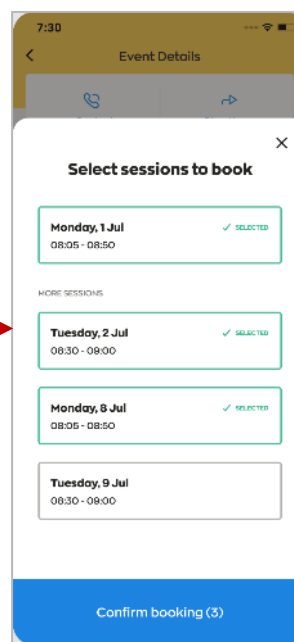 7:30
Event Details
Select sessions to book
Monday, 1 Jul
SELECTED
08:05 - 08:50
MORE SESSIONS
Tuesday, 2 Jul
SELECTED
08:30 - 09:00
Monday, 8 Jul
SELECTED
08:05 - 08:50
Tuesday, 9 Jul
08:30 - 09:00
Confirm booking (3)